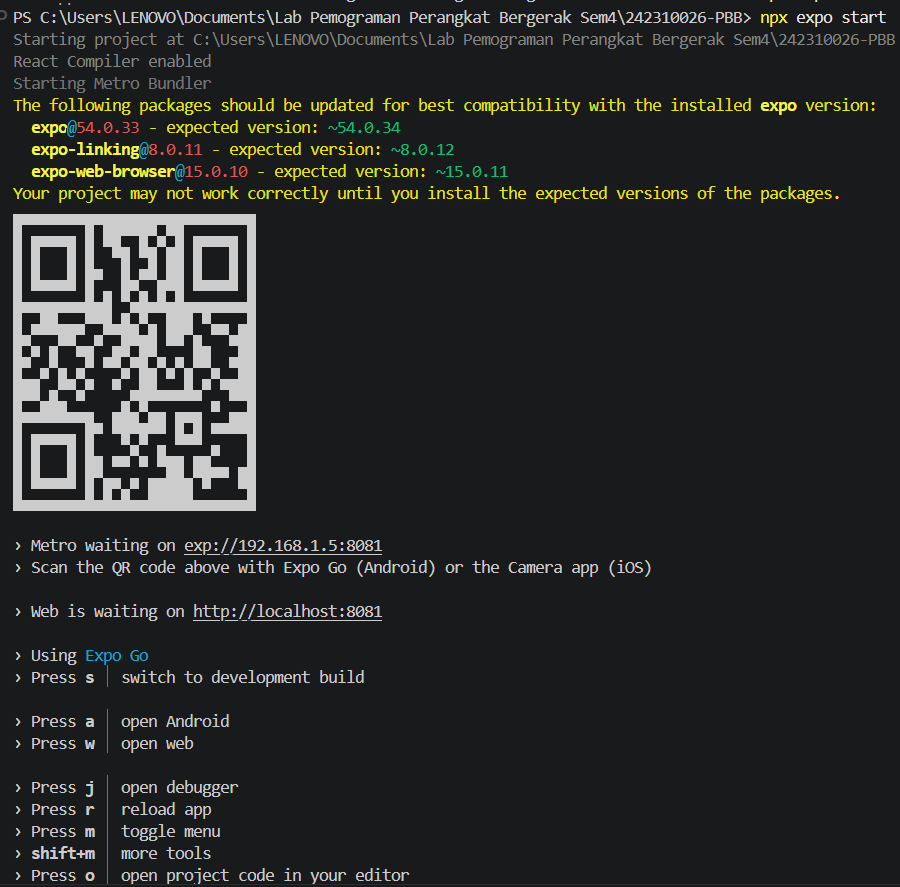 PS C:\Users\LENOVO\Documents\Lab Pemograman Perangkat Bergerak Sem4\242310026-PBB> npx expo start
Starting project at C:\Users\LENOVO\Documents\Lab Pemograman Perangkat Bergerak Sem4\242310026-PBB
React Compiler enabled
Starting Metro Bundler
The following packages should be updated for best compatibility with the installed expo version:
expo@54.0.33 - expected version: ~54.0.34
expo-linking@8.0.11 - expected version: ~8.0.12
expo-web-browser@15.0.10 - expected version: ~15.0.11
Your project may not work correctly until you install the expected versions of the packages.
› Metro waiting on exp://192.168.1.5:8081
› Scan the QR code above with Expo Go (Android) or the Camera app (iOS)
› Web is waiting on http://localhost:8081
› Using Expo Go
› Press s │ switch to development build
› Press a │ open Android
› Press w │ open web
› Press j │ open debugger
› Press r │ reload app
› Press m │ toggle menu
› shift+m │ more tools
› Press o │ open project code in your editor